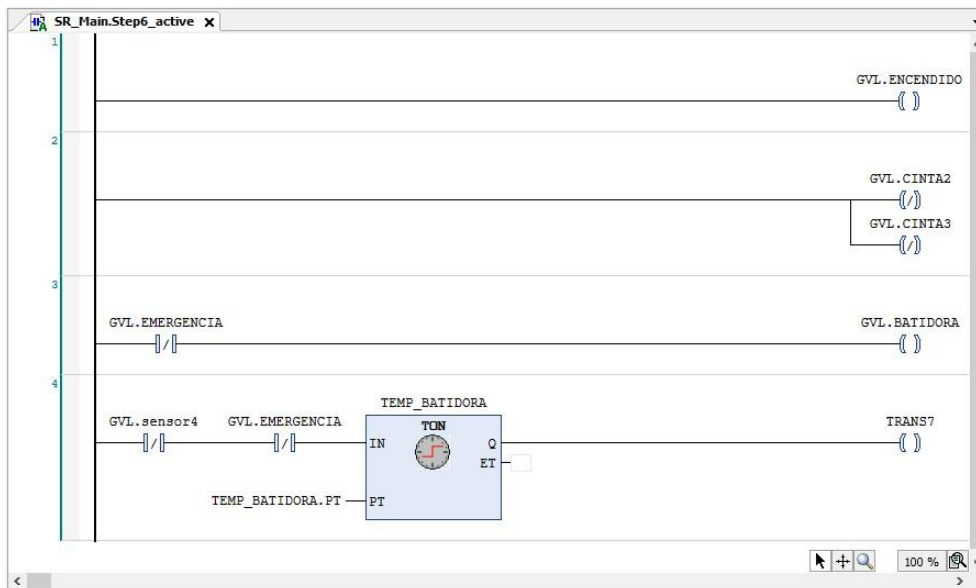 SR_Main.Step6_active
1
GVL.ENCENDIDO
2
GVL.CINTA2
GVL.CINTA3
3
GVL.EMERGENCIA
GVL.BATIDORA
4
TEMP_BATIDORA
GVL.sensor4 GVL.EMERGENCIA TON TRANS7
IN Q
ET
TEMP_BATIDORA.PT PT
100 %